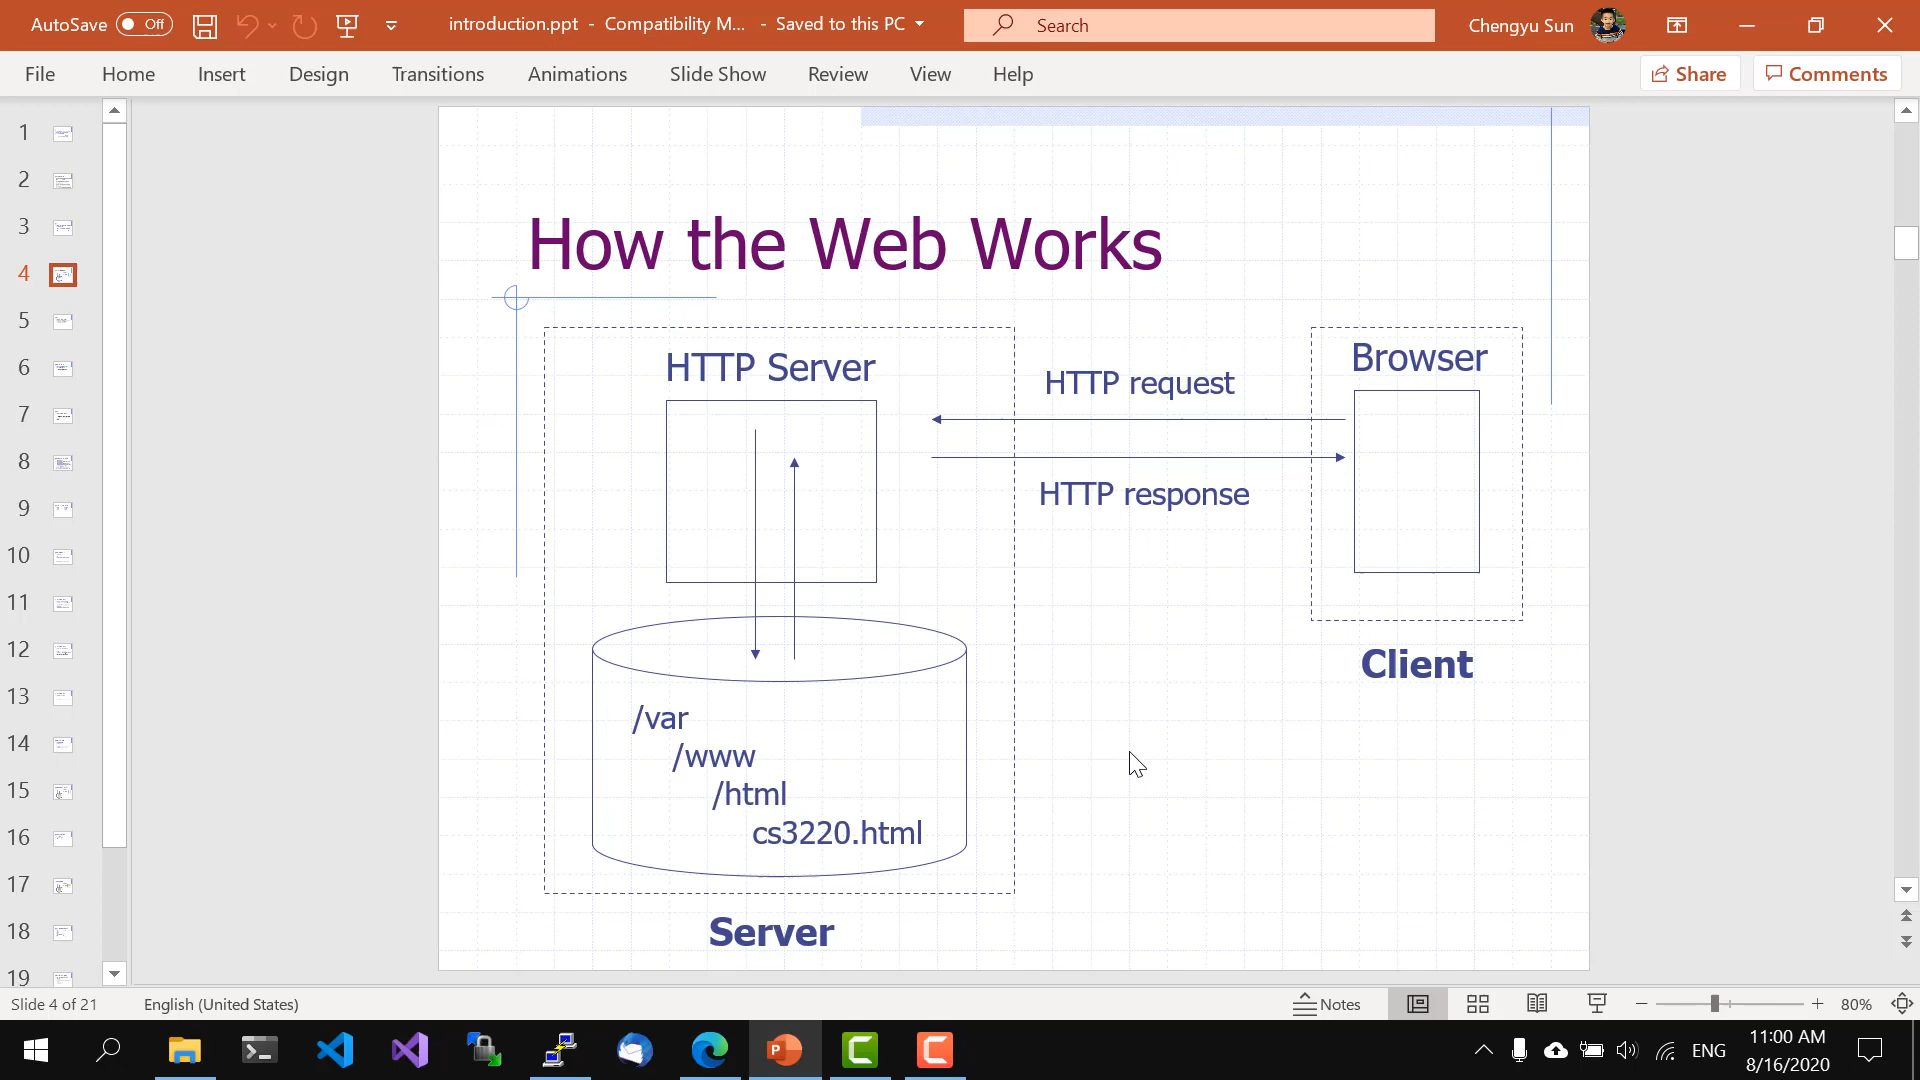 AutoSave Off introduction.ppt - Compatibility M... - Saved to this PC Search Chengyu Sun
File Home Insert Design Transitions Animations Slide Show Review View Help Share Comments
1
2
3
4
5
6
7
8
9
10
11
12
13
14
15
16
17
18
19
How the Web Works
HTTP Server
HTTP request
HTTP response
Browser
Client
/var
/www
/html
cs3220.html
Server
Slide 4 of 21 English (United States) Notes 80%
ENG
11:00 AM
8/16/2020